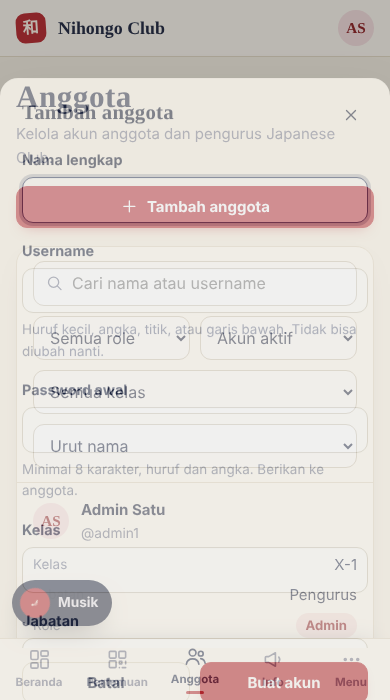 和 Nihongo Club AS
Anggota
Tambah anggota
Kelola akun anggota dan pengurus Japanese
Club.
Nama lengkap
Tambah anggota
Username
Cari nama atau username
Huruf kecil, angka, titik, atau garis bawah. Tidak bisa
diubah nanti.
Semua role Akun aktif
Password awal
Semua kelas
Urut nama
Minimal 8 karakter, huruf dan angka. Berikan ke
anggota.
Admin Satu
AS
@admin1
Kelas
Kelas X-1
Musik
Pengurus
Jabatan
Role Admin
Beranda Anggota Menu
Batal Buat akun